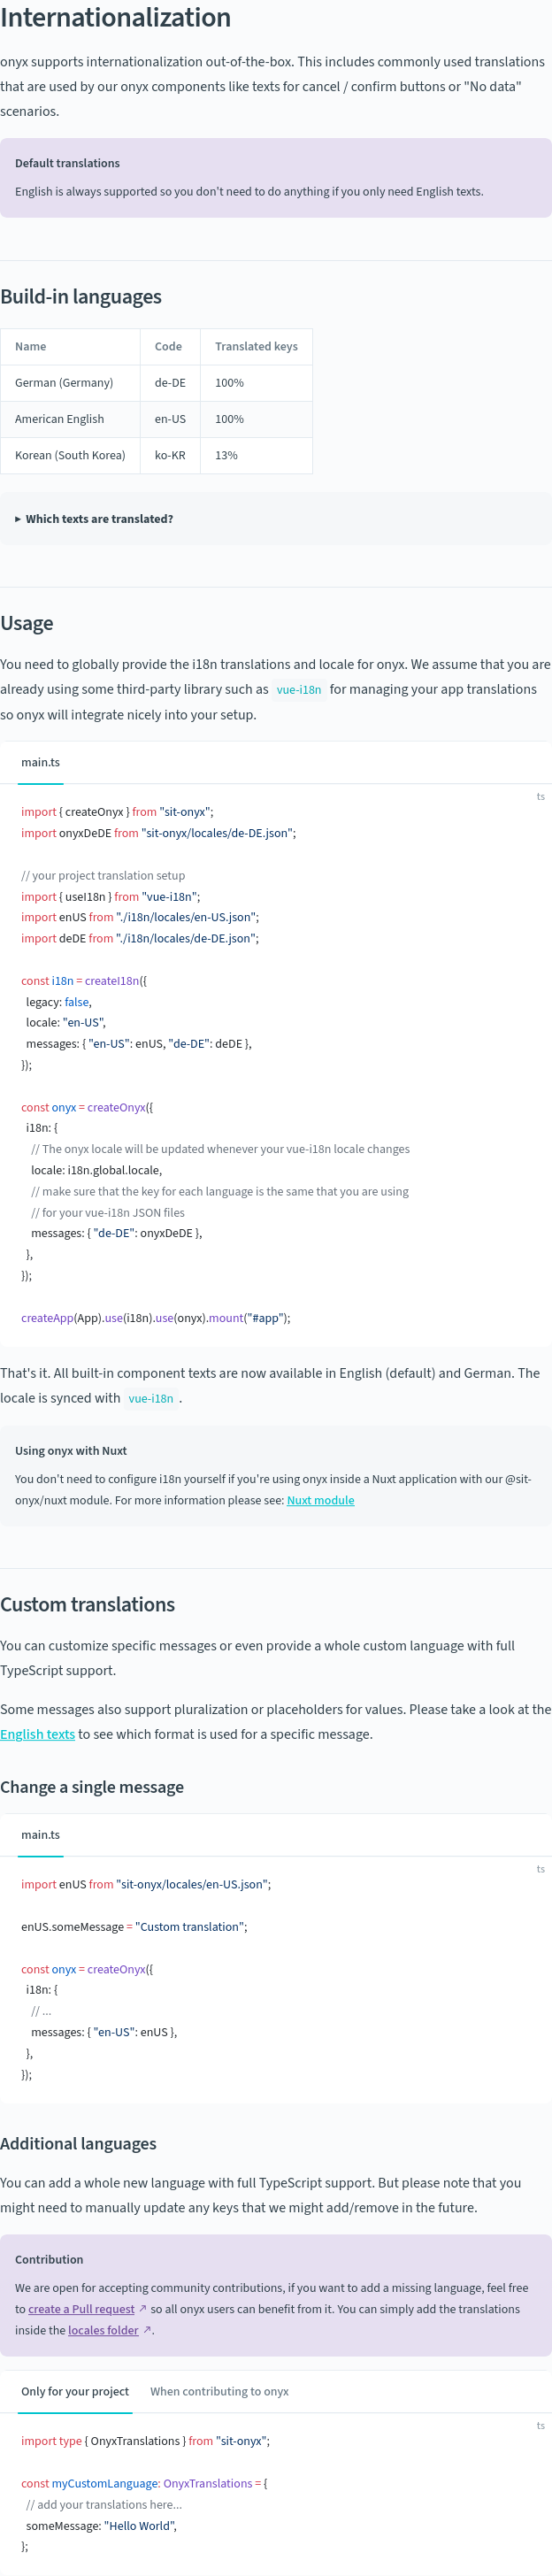 Internationalization
onyx supports internationalization out-of-the-box. This includes commonly used translations
that are used by our onyx components like texts for cancel / confirm buttons or "No data"
scenarios.
Default translations
English is always supported so you don't need to do anything if you only need English texts.
Build-in languages
Name Code Translated keys
German (Germany) de-DE 100%
American English en-US 100%
Korean (South Korea) ko-KR 13%
▸ Which texts are translated?
Usage
You need to globally provide the i18n translations and locale for onyx. We assume that you are
already using some third-party library such as vue-i18n for managing your app translations
so onyx will integrate nicely into your setup.
main.ts
ts
import { createOnyx } from "sit-onyx";
import onyxDeDE from "sit-onyx/locales/de-DE.json";
// your project translation setup
import { useI18n } from "vue-i18n";
import enUS from "./i18n/locales/en-US.json";
import deDE from "./i18n/locales/de-DE.json";
const i18n = createI18n({
legacy: false,
locale: "en-US",
messages: { "en-US": enUS, "de-DE": deDE },
});
const onyx = createOnyx({
i18n: {
// The onyx locale will be updated whenever your vue-i18n locale changes
locale: i18n.global.locale,
// make sure that the key for each language is the same that you are using
// for your vue-i18n JSON files
messages: { "de-DE": onyxDeDE },
},
});
createApp(App).use(i18n).use(onyx).mount("#app");
That's it. All built-in component texts are now available in English (default) and German. The
locale is synced with vue-i18n .
Using onyx with Nuxt
You don't need to configure i18n yourself if you're using onyx inside a Nuxt application with our @sit-
onyx/nuxt module. For more information please see: Nuxt module
Custom translations
You can customize specific messages or even provide a whole custom language with full
TypeScript support.
Some messages also support pluralization or placeholders for values. Please take a look at the
English texts to see which format is used for a specific message.
Change a single message
main.ts
ts
import enUS from "sit-onyx/locales/en-US.json";
enUS.someMessage = "Custom translation";
const onyx = createOnyx({
i18n: {
// ...
messages: { "en-US": enUS },
},
});
Additional languages
You can add a whole new language with full TypeScript support. But please note that you
might need to manually update any keys that we might add/remove in the future.
Contribution
We are open for accepting community contributions, if you want to add a missing language, feel free
to create a Pull request ↗ so all onyx users can benefit from it. You can simply add the translations
inside the locales folder ↗.
Only for your project When contributing to onyx
ts
import type { OnyxTranslations } from "sit-onyx";
const myCustomLanguage: OnyxTranslations = {
// add your translations here...
someMessage: "Hello World",
};